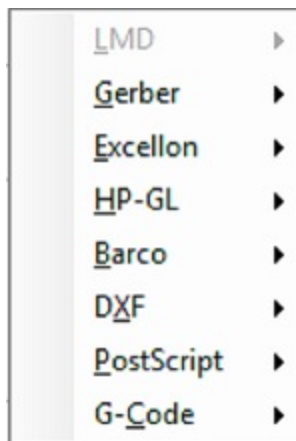 LMD
Gerber
Excellon
HP-GL
Barco
DXF
PostScript
G-Code